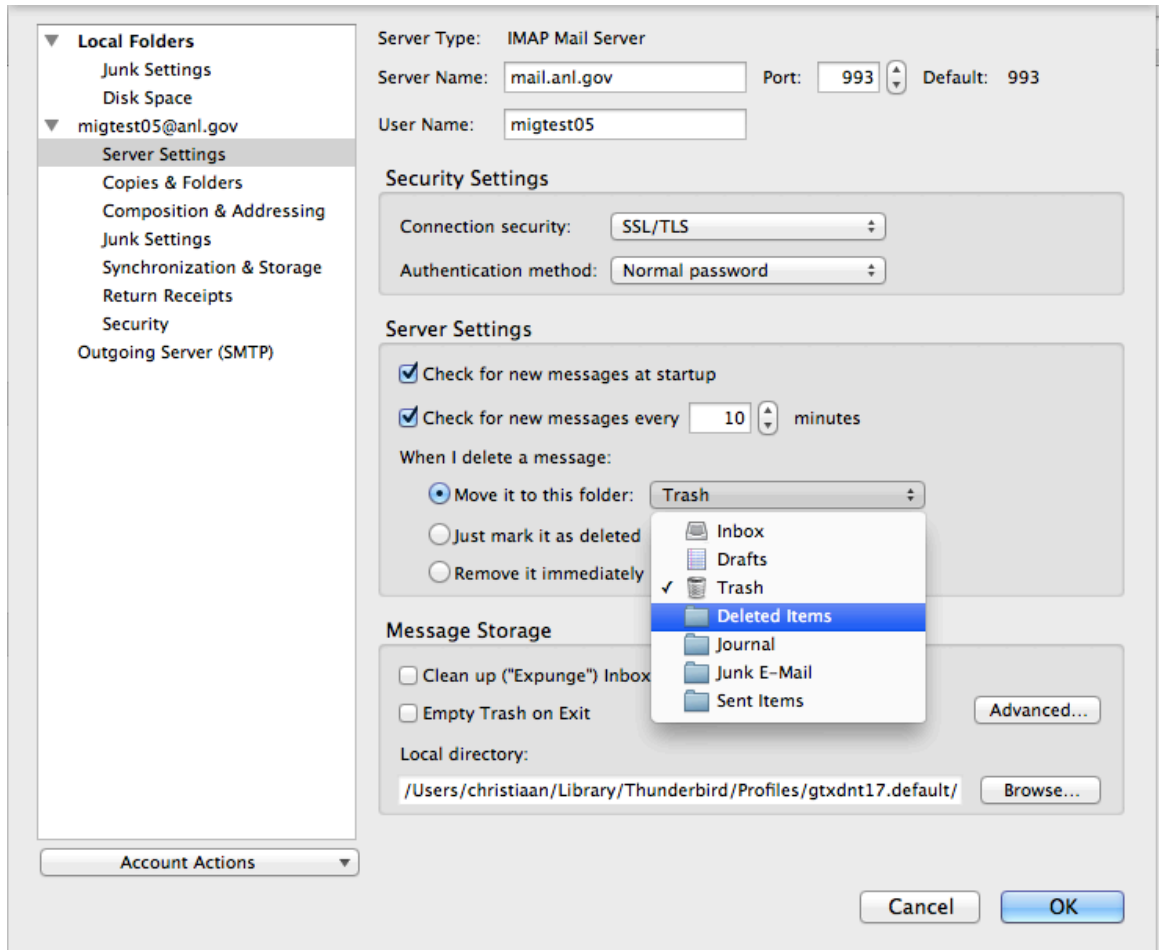 Local Folders
Junk Settings
Disk Space
migtest05@anl.gov
Server Settings
Copies & Folders
Composition & Addressing
Junk Settings
Synchronization & Storage
Return Receipts
Security
Outgoing Server (SMTP)
Account Actions
Server Type: IMAP Mail Server
Server Name: mail.anl.gov Port: 993 Default: 993
User Name: migtest05
Security Settings
Connection security: SSL/TLS
Authentication method: Normal password
Server Settings
Check for new messages at startup
Check for new messages every 10 minutes
When I delete a message:
Move it to this folder: Trash
Just mark it as deleted
Remove it immediately
Inbox
Drafts
Trash
Deleted Items
Journal
Junk E-Mail
Sent Items
Message Storage
Clean up ("Expunge") Inbox
Empty Trash on Exit
Advanced...
Local directory:
/Users/christiaan/Library/Thunderbird/Profiles/gtxdnt17.default/ Browse...
Cancel OK